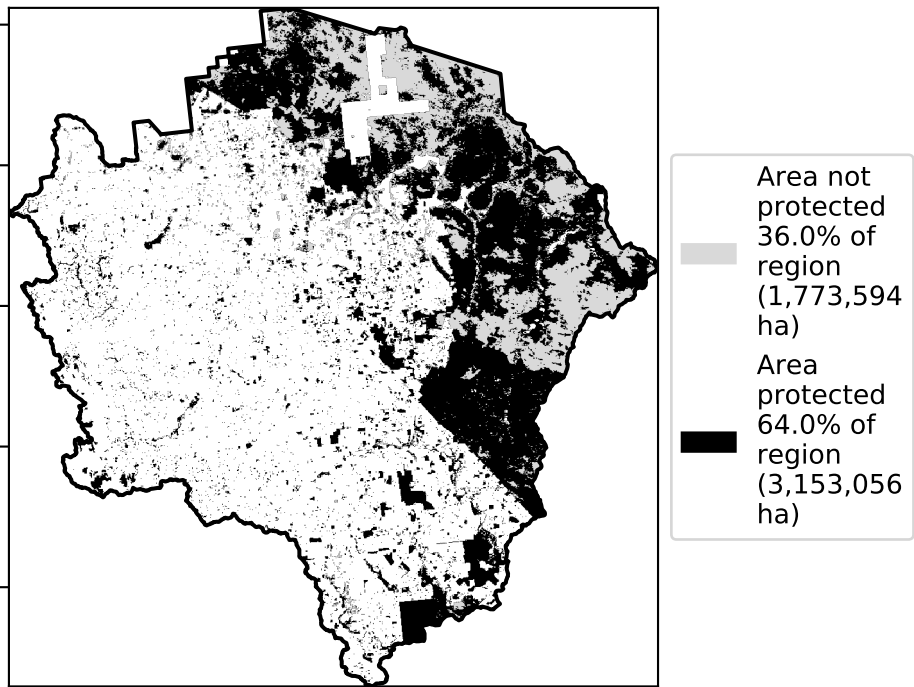 Area not
protected
36.0% of
region
(1,773,594
ha)
Area
protected
64.0% of
region
(3,153,056
ha)